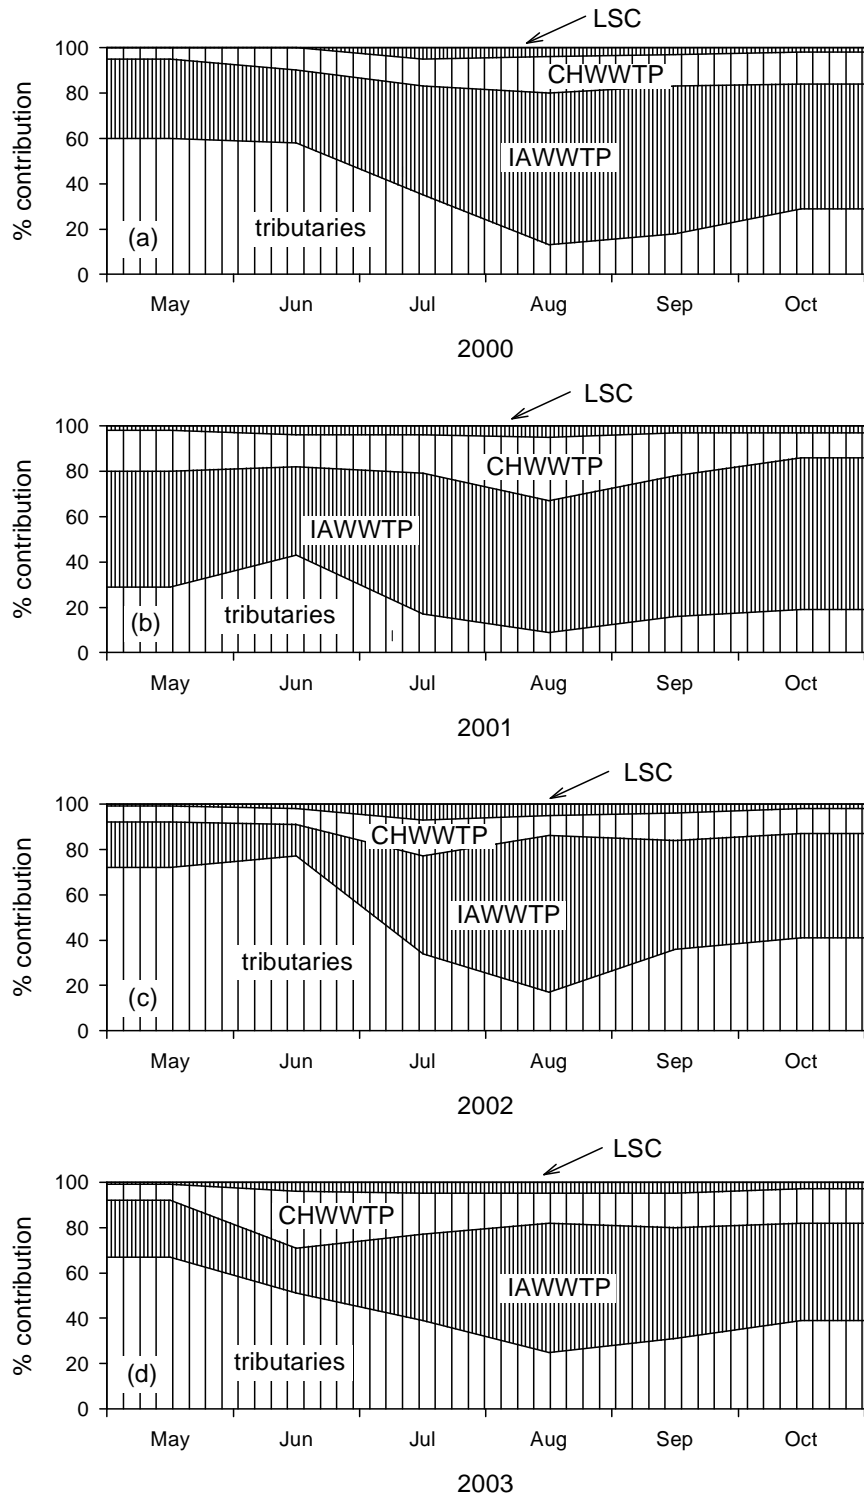 LSC
100
80
60
40
20
0
% contribution
CHWWTP
IAWWTP
tributaries
(a)
May Jun Jul Aug Sep Oct
2000
LSC
100
80
60
40
20
0
% contribution
CHWWTP
IAWWTP
tributaries
(b)
May Jun Jul Aug Sep Oct
2001
LSC
100
80
60
40
20
0
% contribution
CHWWTP
IAWWTP
tributaries
(c)
May Jun Jul Aug Sep Oct
2002
LSC
100
80
60
40
20
0
% contribution
CHWWTP
IAWWTP
tributaries
(d)
May Jun Jul Aug Sep Oct
2003